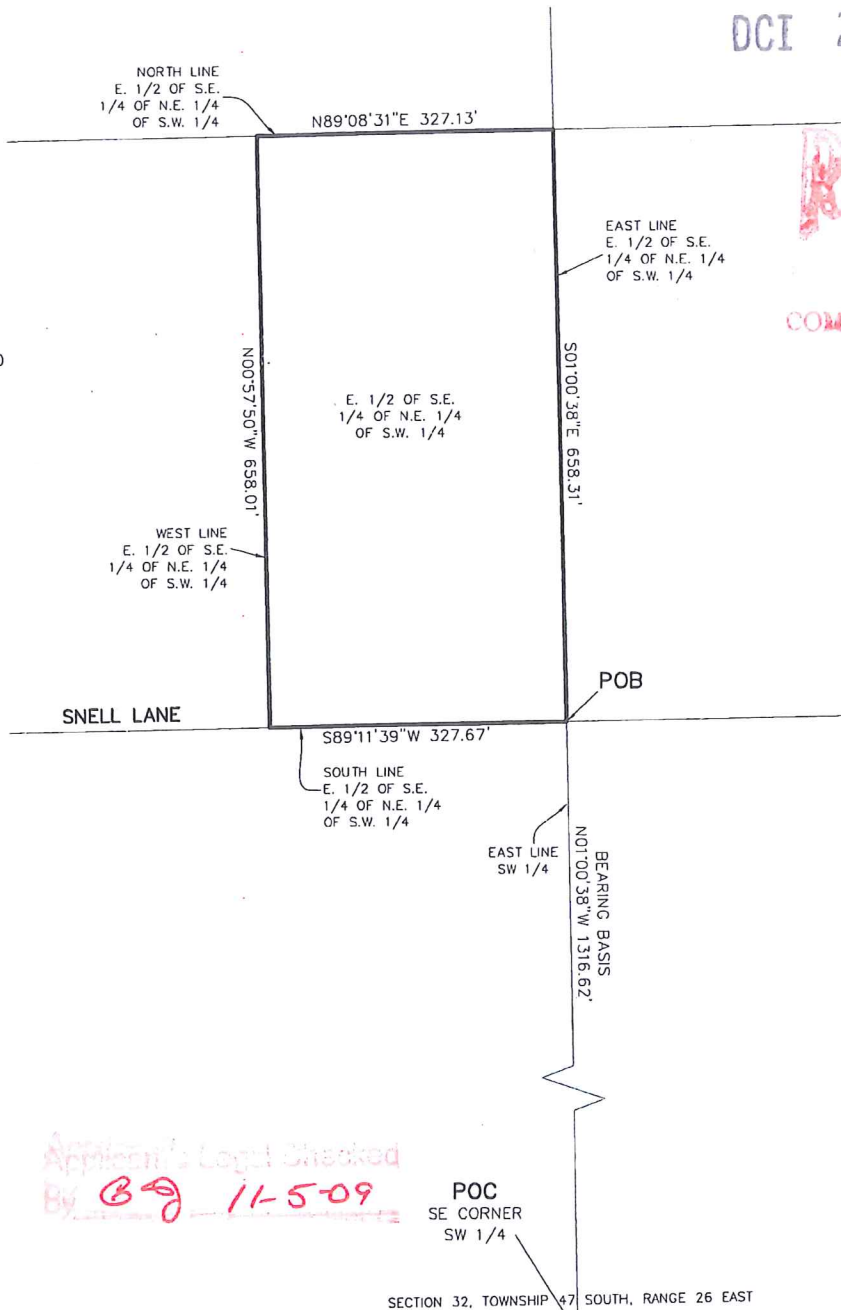 DCI
NORTH LINE
E. 1/2 OF S.E.
1/4 OF N.E. 1/4
OF S.W. 1/4
N89°08'31"E 327.13'
EAST LINE
E. 1/2 OF S.E.
1/4 OF N.E. 1/4
OF S.W. 1/4
N00°57'50"W 658.01'
E. 1/2 OF S.E.
1/4 OF N.E. 1/4
OF S.W. 1/4
S01°00'38"E 658.31'
WEST LINE
E. 1/2 OF S.E.
1/4 OF N.E. 1/4
OF S.W. 1/4
POB
SNELL LANE
S89°11'39"W 327.67'
SOUTH LINE
E. 1/2 OF S.E.
1/4 OF N.E. 1/4
OF S.W. 1/4
EAST LINE
SW 1/4
BEARING BASIS
N01°00'38"W 1316.62'
Applicant's Legal Checked
By 11-5-09
POC
SE CORNER
SW 1/4
SECTION 32, TOWNSHIP 47 SOUTH, RANGE 26 EAST